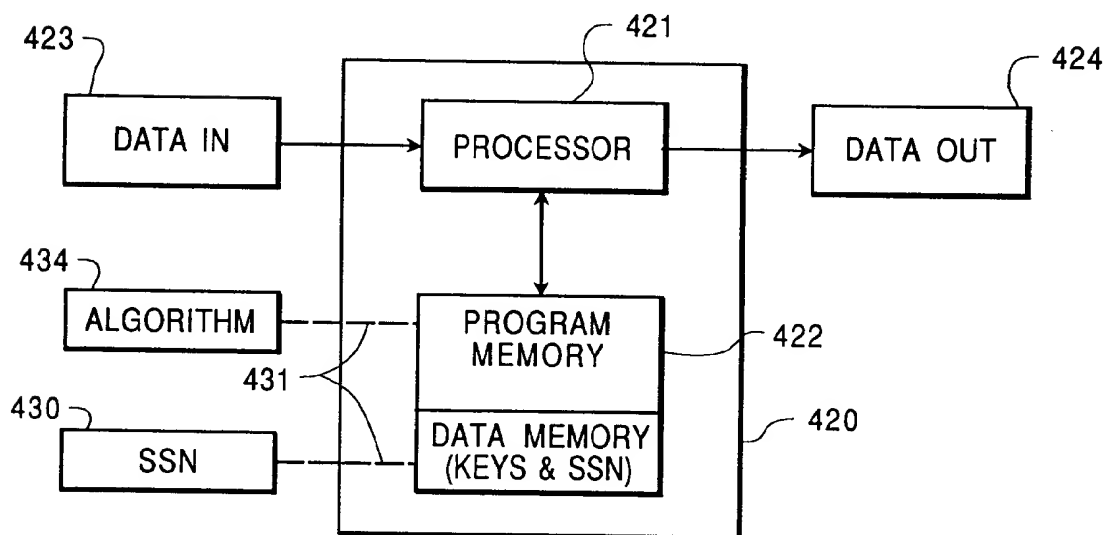 423
421
424
DATA IN
PROCESSOR
DATA OUT
434
ALGORITHM
PROGRAM
MEMORY
422
431
430
SSN
DATA MEMORY
(KEYS & SSN)
420